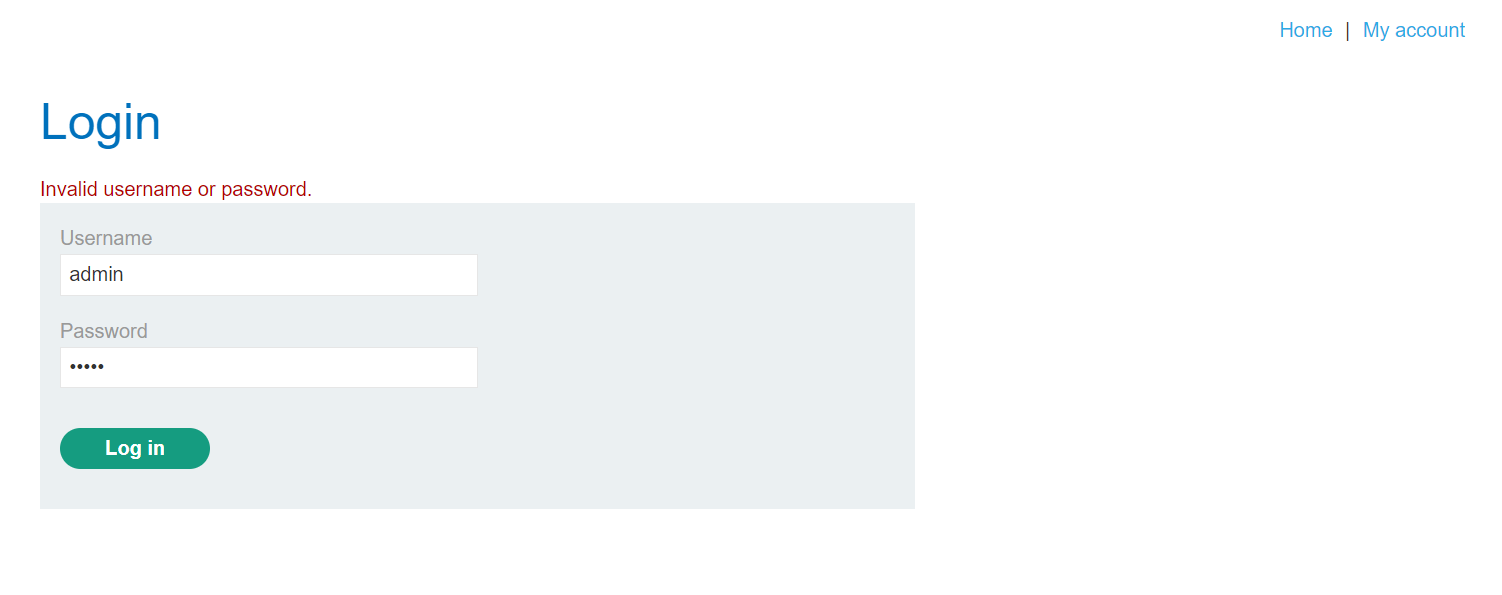 Home | My account
Login
Invalid username or password.
Username
admin
Password
•••••
Log in